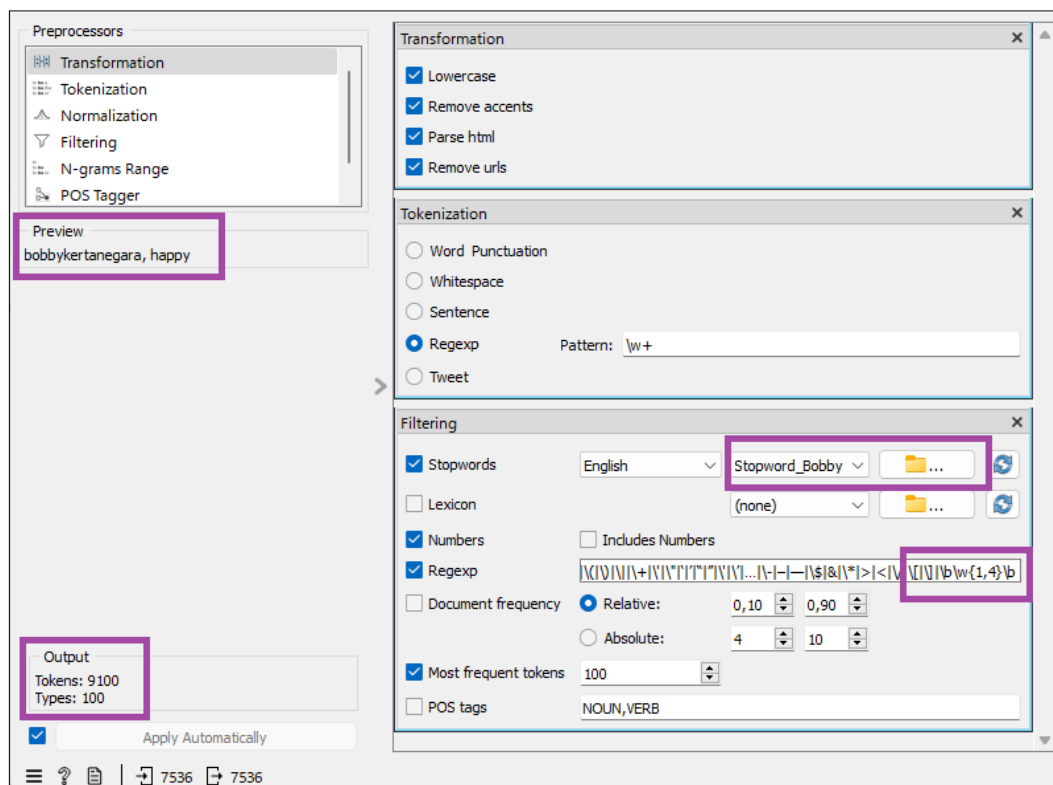 Preprocessors
Transformation
Tokenization
Normalization
Filtering
N-grams Range
POS Tagger
Preview
bobbykertanegara, happy
Output
Tokens: 9100
Types: 100
Apply Automatically
7536 7536
Transformation
Lowercase
Remove accents
Parse html
Remove urls
Tokenization
Word Punctuation
Whitespace
Sentence
Regexp Pattern: \w+
Tweet
Filtering
Stopwords English Stopword_Bobby ...
Lexicon (none) ...
Numbers Includes Numbers
Regexp \[|\]|\b\w{1,4}\b
Document frequency Relative: 0,10 0,90
Absolute: 4 10
Most frequent tokens 100
POS tags NOUN,VERB